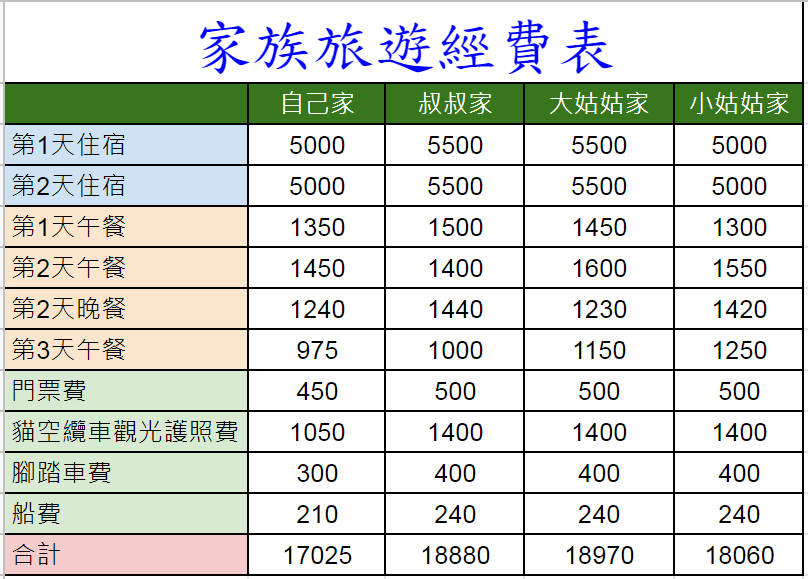 家族旅遊經費表
自己家 叔叔家 大姑姑家 小姑姑家
第1天住宿 5000 5500 5500 5000
第2天住宿 5000 5500 5500 5000
第1天午餐 1350 1500 1450 1300
第2天午餐 1450 1400 1600 1550
第2天晚餐 1240 1440 1230 1420
第3天午餐 975 1000 1150 1250
門票費 450 500 500 500
貓空纜車觀光護照費 1050 1400 1400 1400
腳踏車費 300 400 400 400
船費 210 240 240 240
合計 17025 18880 18970 18060